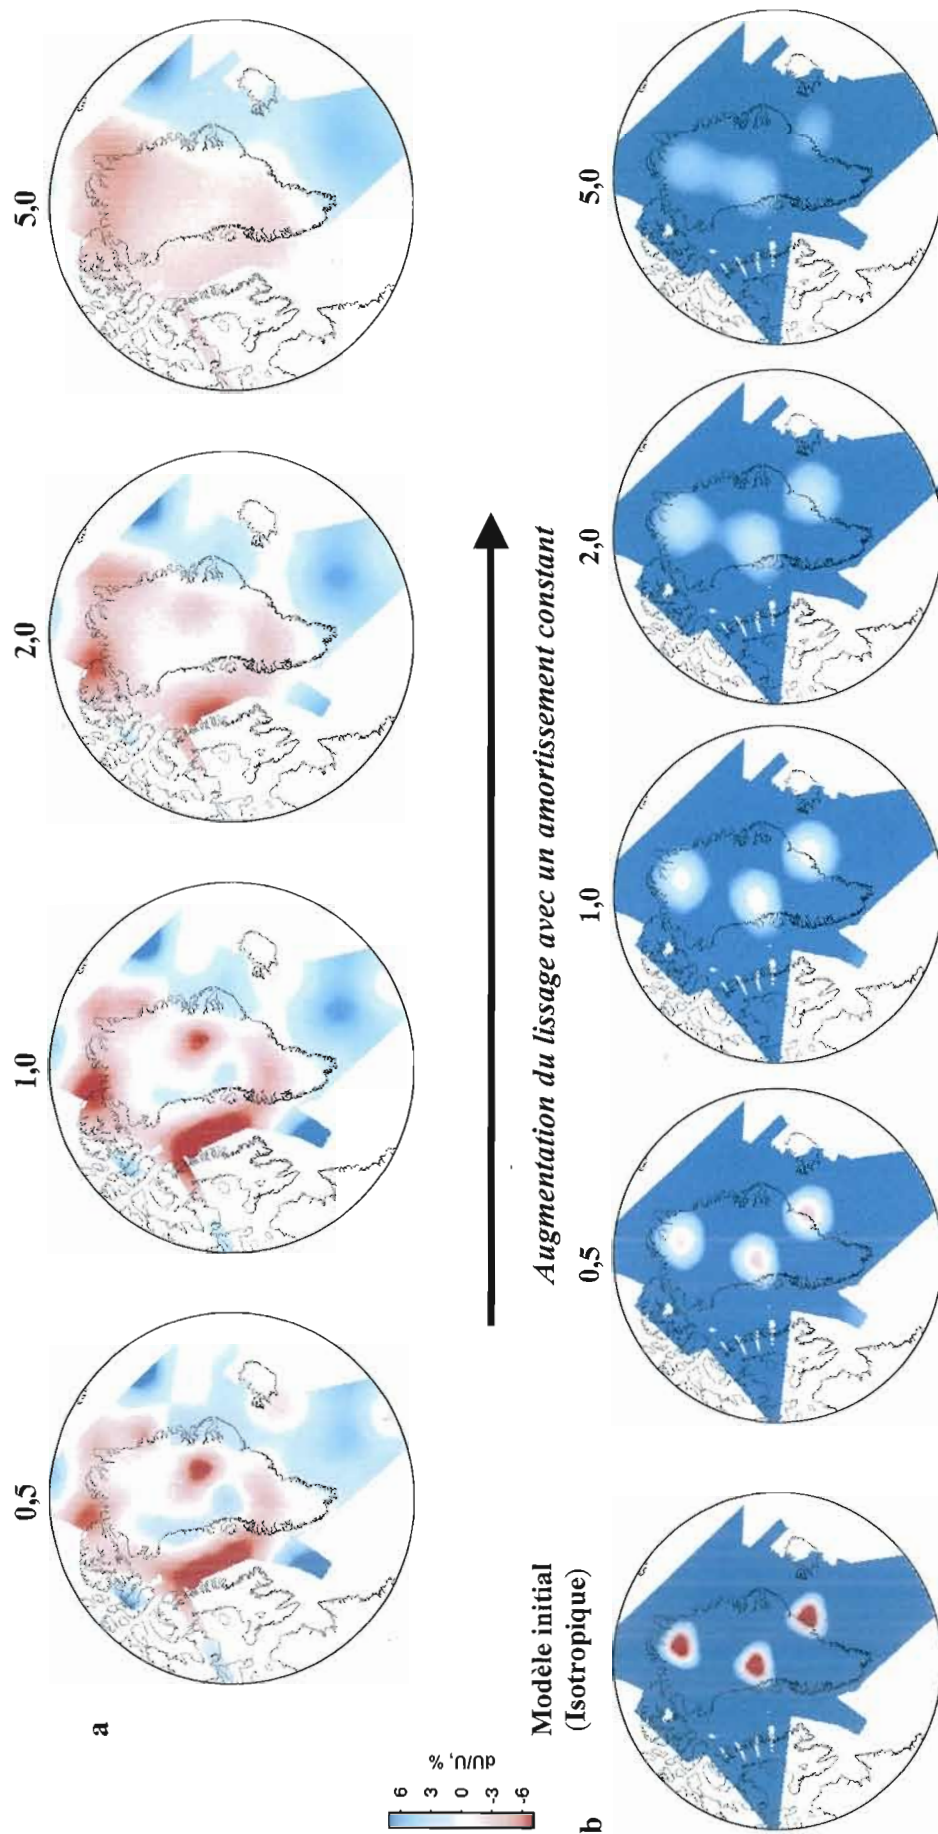 a
0,5
1,0
2,0
5,0
6
3
0
-3
-6
dU/U, %
Augmentation du lissage avec un amortissement constant
b
Modèle initial
(Isotropique)
0,5
1,0
2,0
5,0